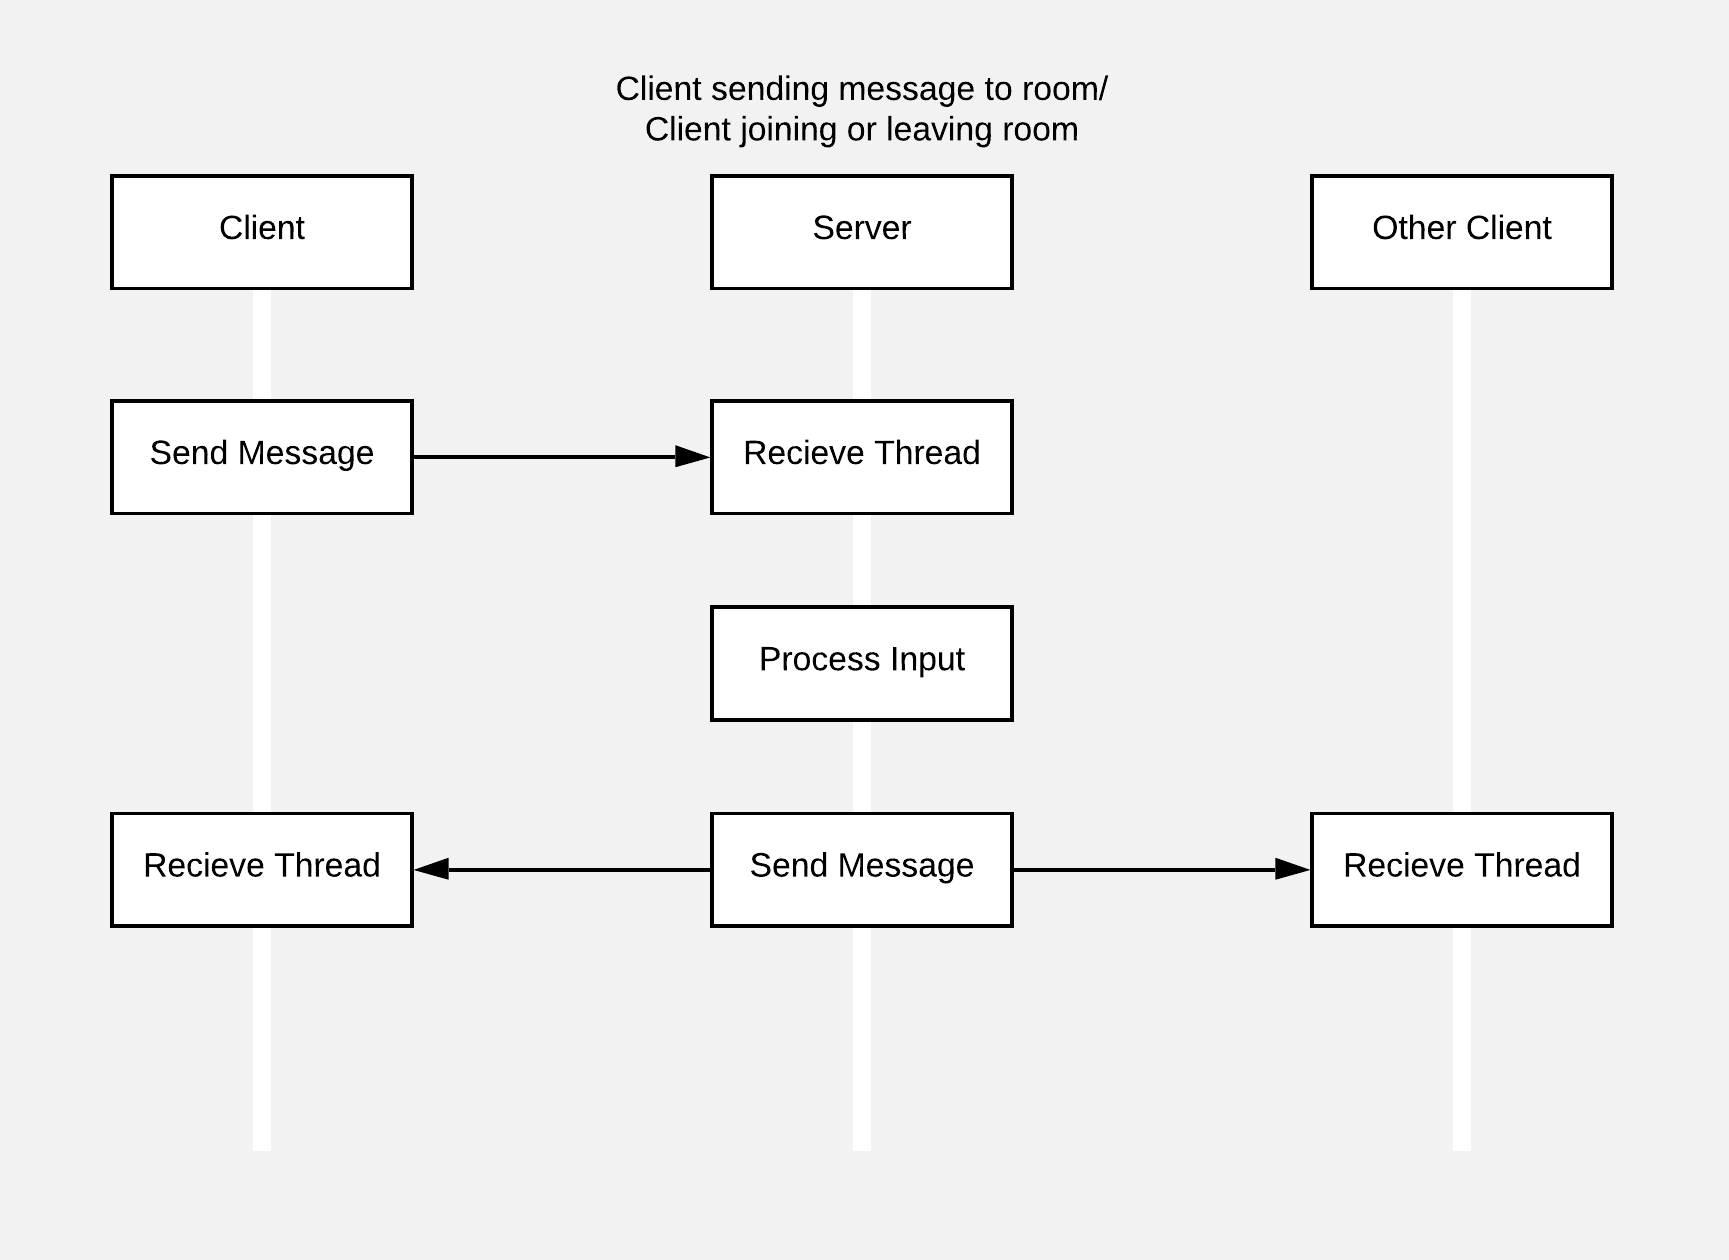 Client sending message to room/
Client joining or leaving room
Client
Server
Other Client
Send Message
Recieve Thread
Process Input
Recieve Thread
Send Message
Recieve Thread